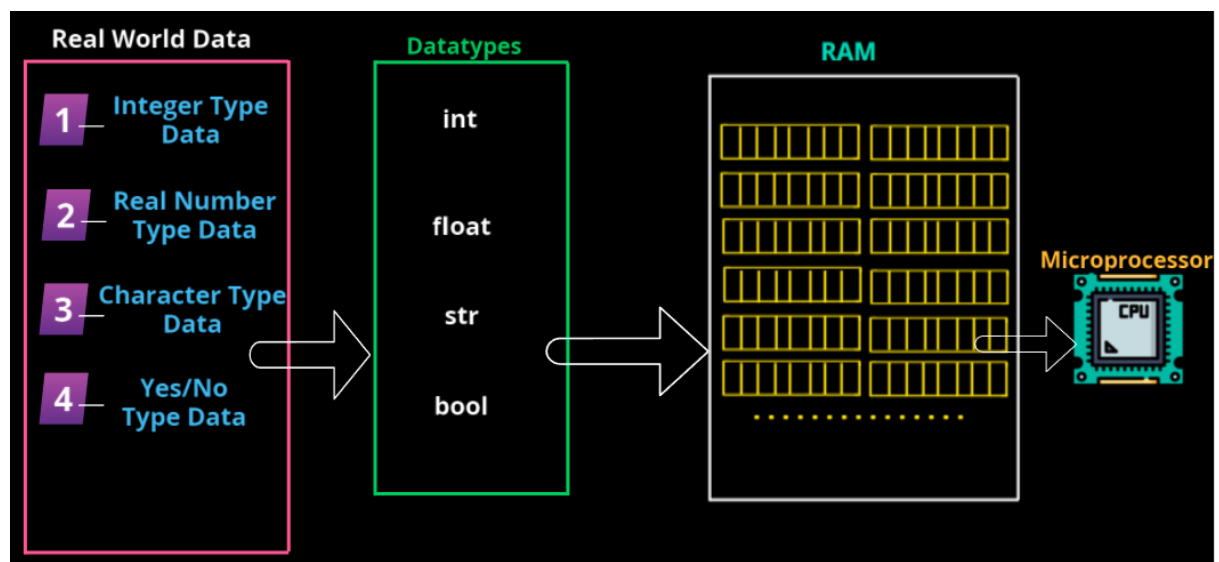 Real World Data
1
Integer Type
Data
2
Real Number
Type Data
3
Character Type
Data
4
Yes/No
Type Data
Datatypes
int
float
str
bool
RAM
Microprocessor
CPU